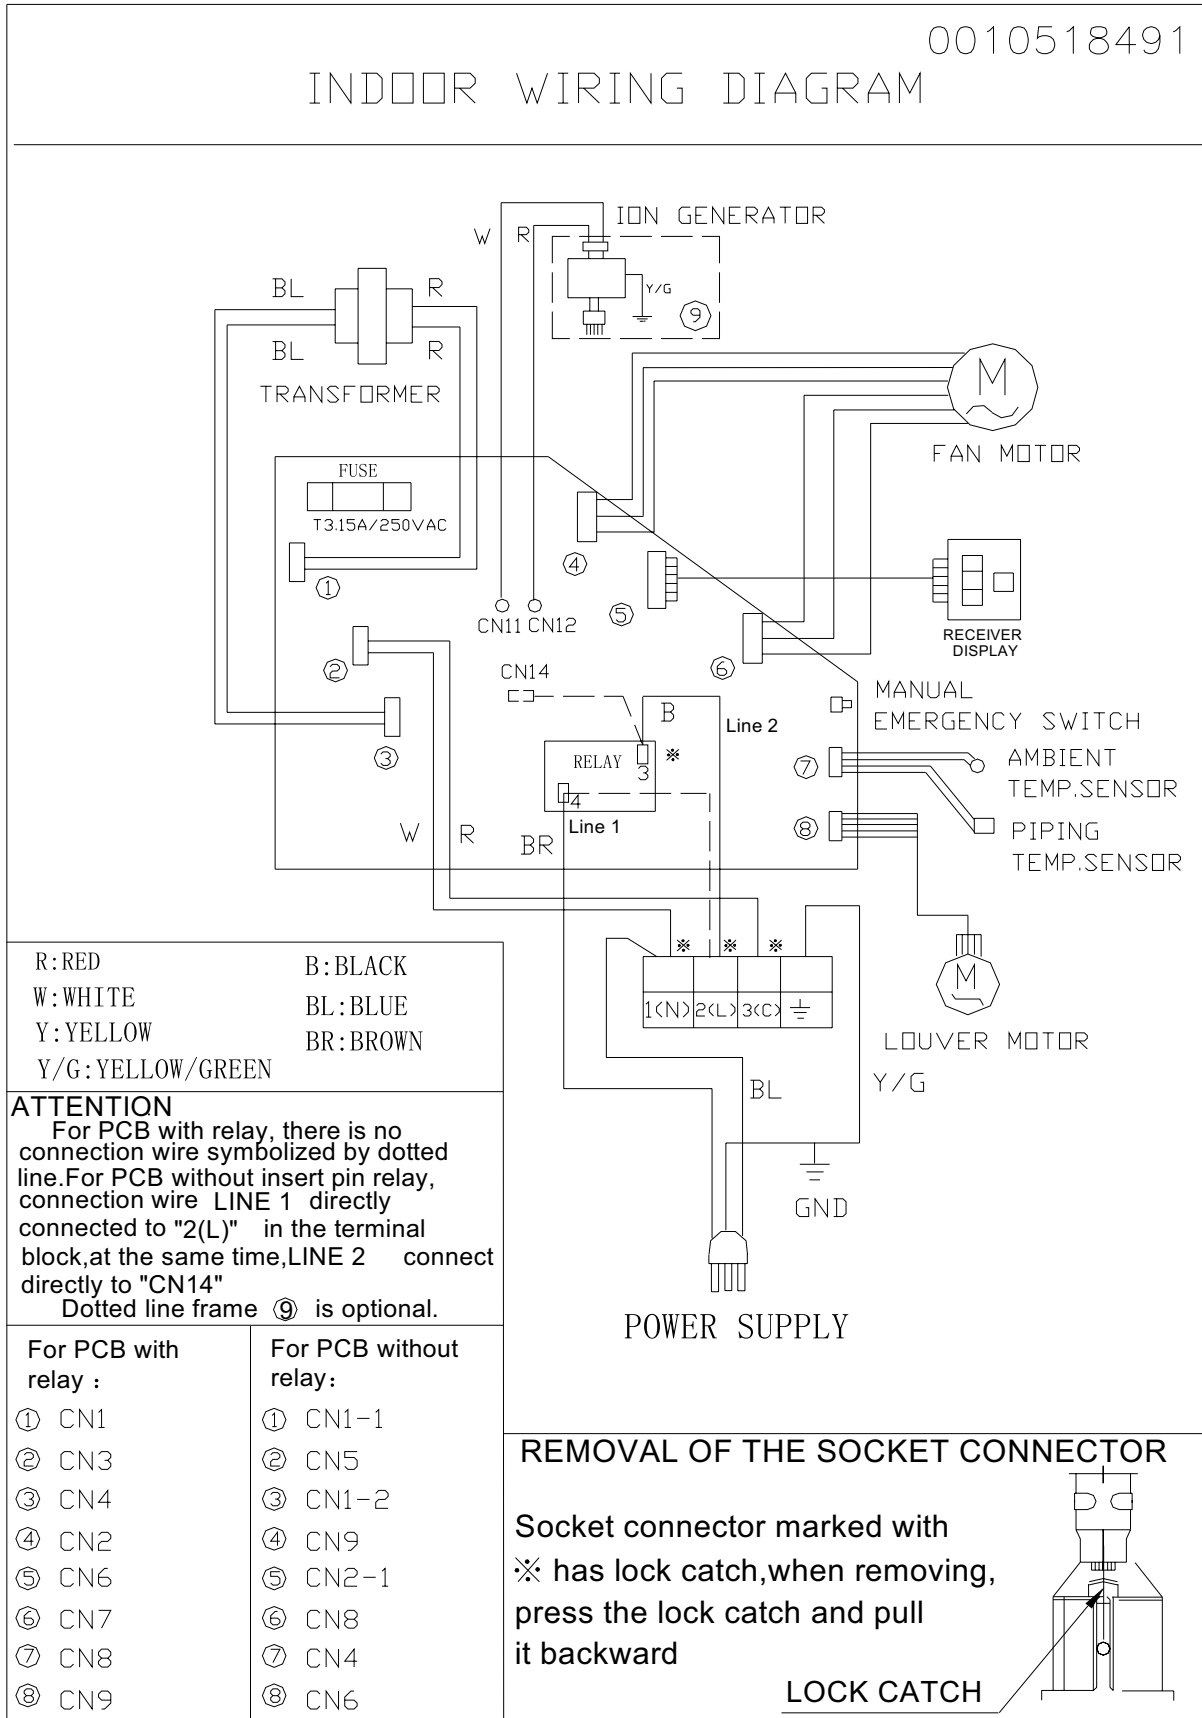 0010518491
INDOOR WIRING DIAGRAM
ION GENERATOR
W R
Y/G
⑨
BL R
BL R
TRANSFORMER
M
FAN MOTOR
FUSE
T3.15A/250VAC
④
①
⑤
CN11 CN12
RECEIVER
DISPLAY
②
⑥
CN14
MANUAL
EMERGENCY SWITCH
B
Line 2
③
RELAY
3
※
⑦
AMBIENT
TEMP.SENSOR
4
Line 1
W R
BR
⑧
PIPING
TEMP.SENSOR
※ ※ ※
1(N) 2(L) 3(C)
M
LOUVER MOTOR
BL
Y/G
GND
POWER SUPPLY
R:RED B:BLACK
W:WHITE BL:BLUE
Y:YELLOW BR:BROWN
Y/G:YELLOW/GREEN
ATTENTION
For PCB with relay, there is no
connection wire symbolized by dotted
line.For PCB without insert pin relay,
connection wire LINE 1 directly
connected to "2(L)" in the terminal
block,at the same time,LINE 2 connect
directly to "CN14"
Dotted line frame ⑨ is optional.
For PCB with
relay :
① CN1
② CN3
③ CN4
④ CN2
⑤ CN6
⑥ CN7
⑦ CN8
⑧ CN9
For PCB without
relay:
① CN1-1
② CN5
③ CN1-2
④ CN9
⑤ CN2-1
⑥ CN8
⑦ CN4
⑧ CN6
REMOVAL OF THE SOCKET CONNECTOR
Socket connector marked with
※ has lock catch,when removing,
press the lock catch and pull
it backward
LOCK CATCH